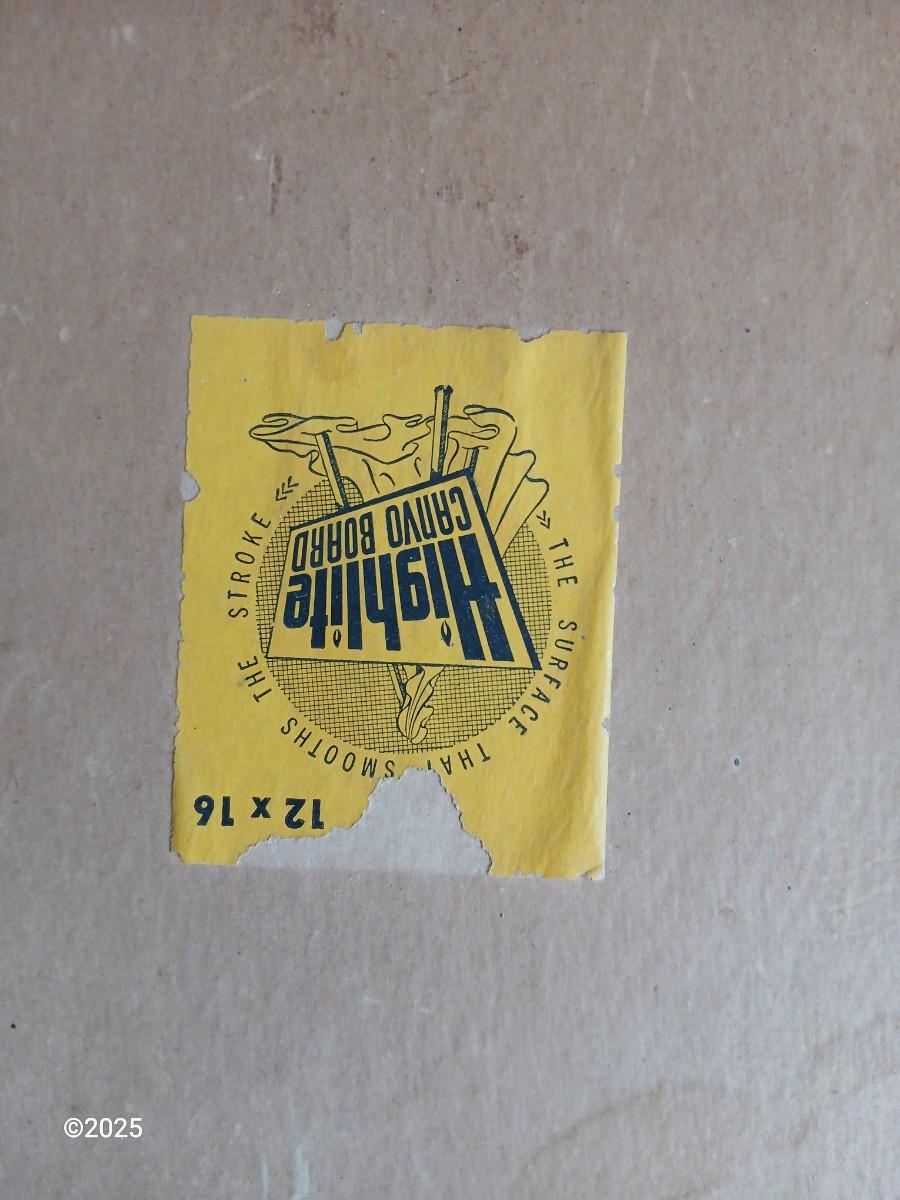 12 x 16
THE SURFACE THAT SMOOTHS THE STROKE
Highlite
CANVO BOARD
©2025